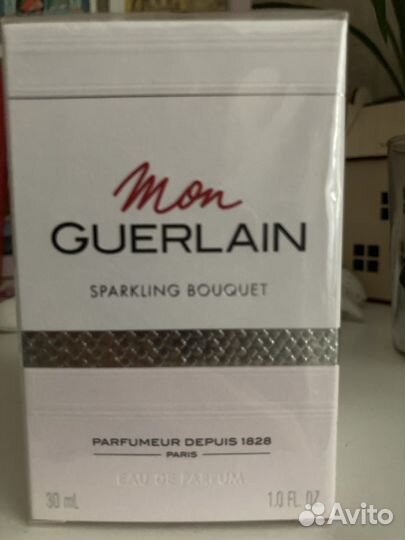 mon
GUERLAIN
SPARKLING BOUQUET
PARFUMEUR DEPUIS 1828
PARIS
EAU DE PARFUM
30 mL 1.0 FL. OZ
Avito